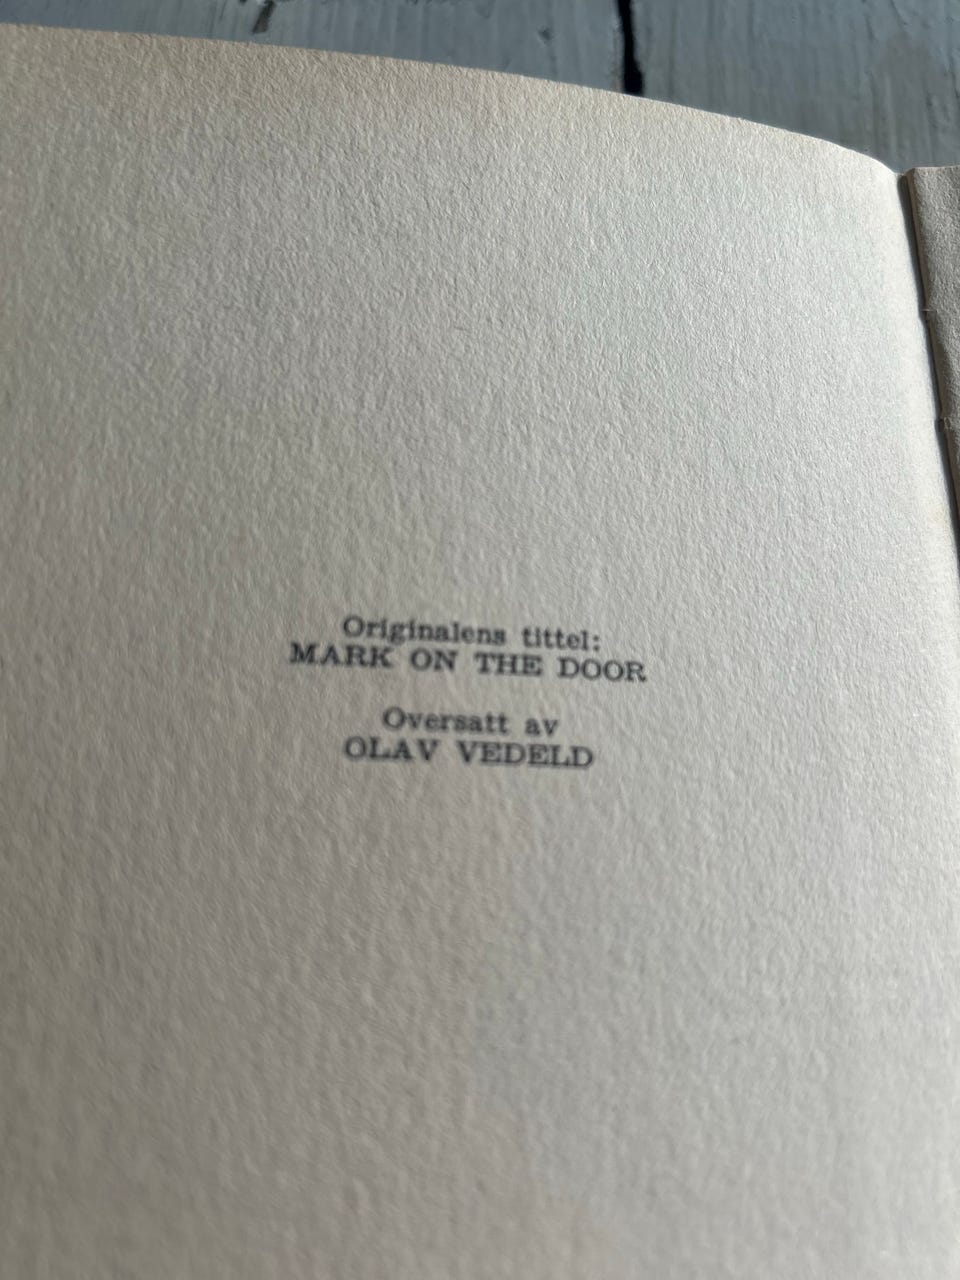 Originalens tittel:
MARK ON THE DOOR
Oversatt av
OLAV VEDELD